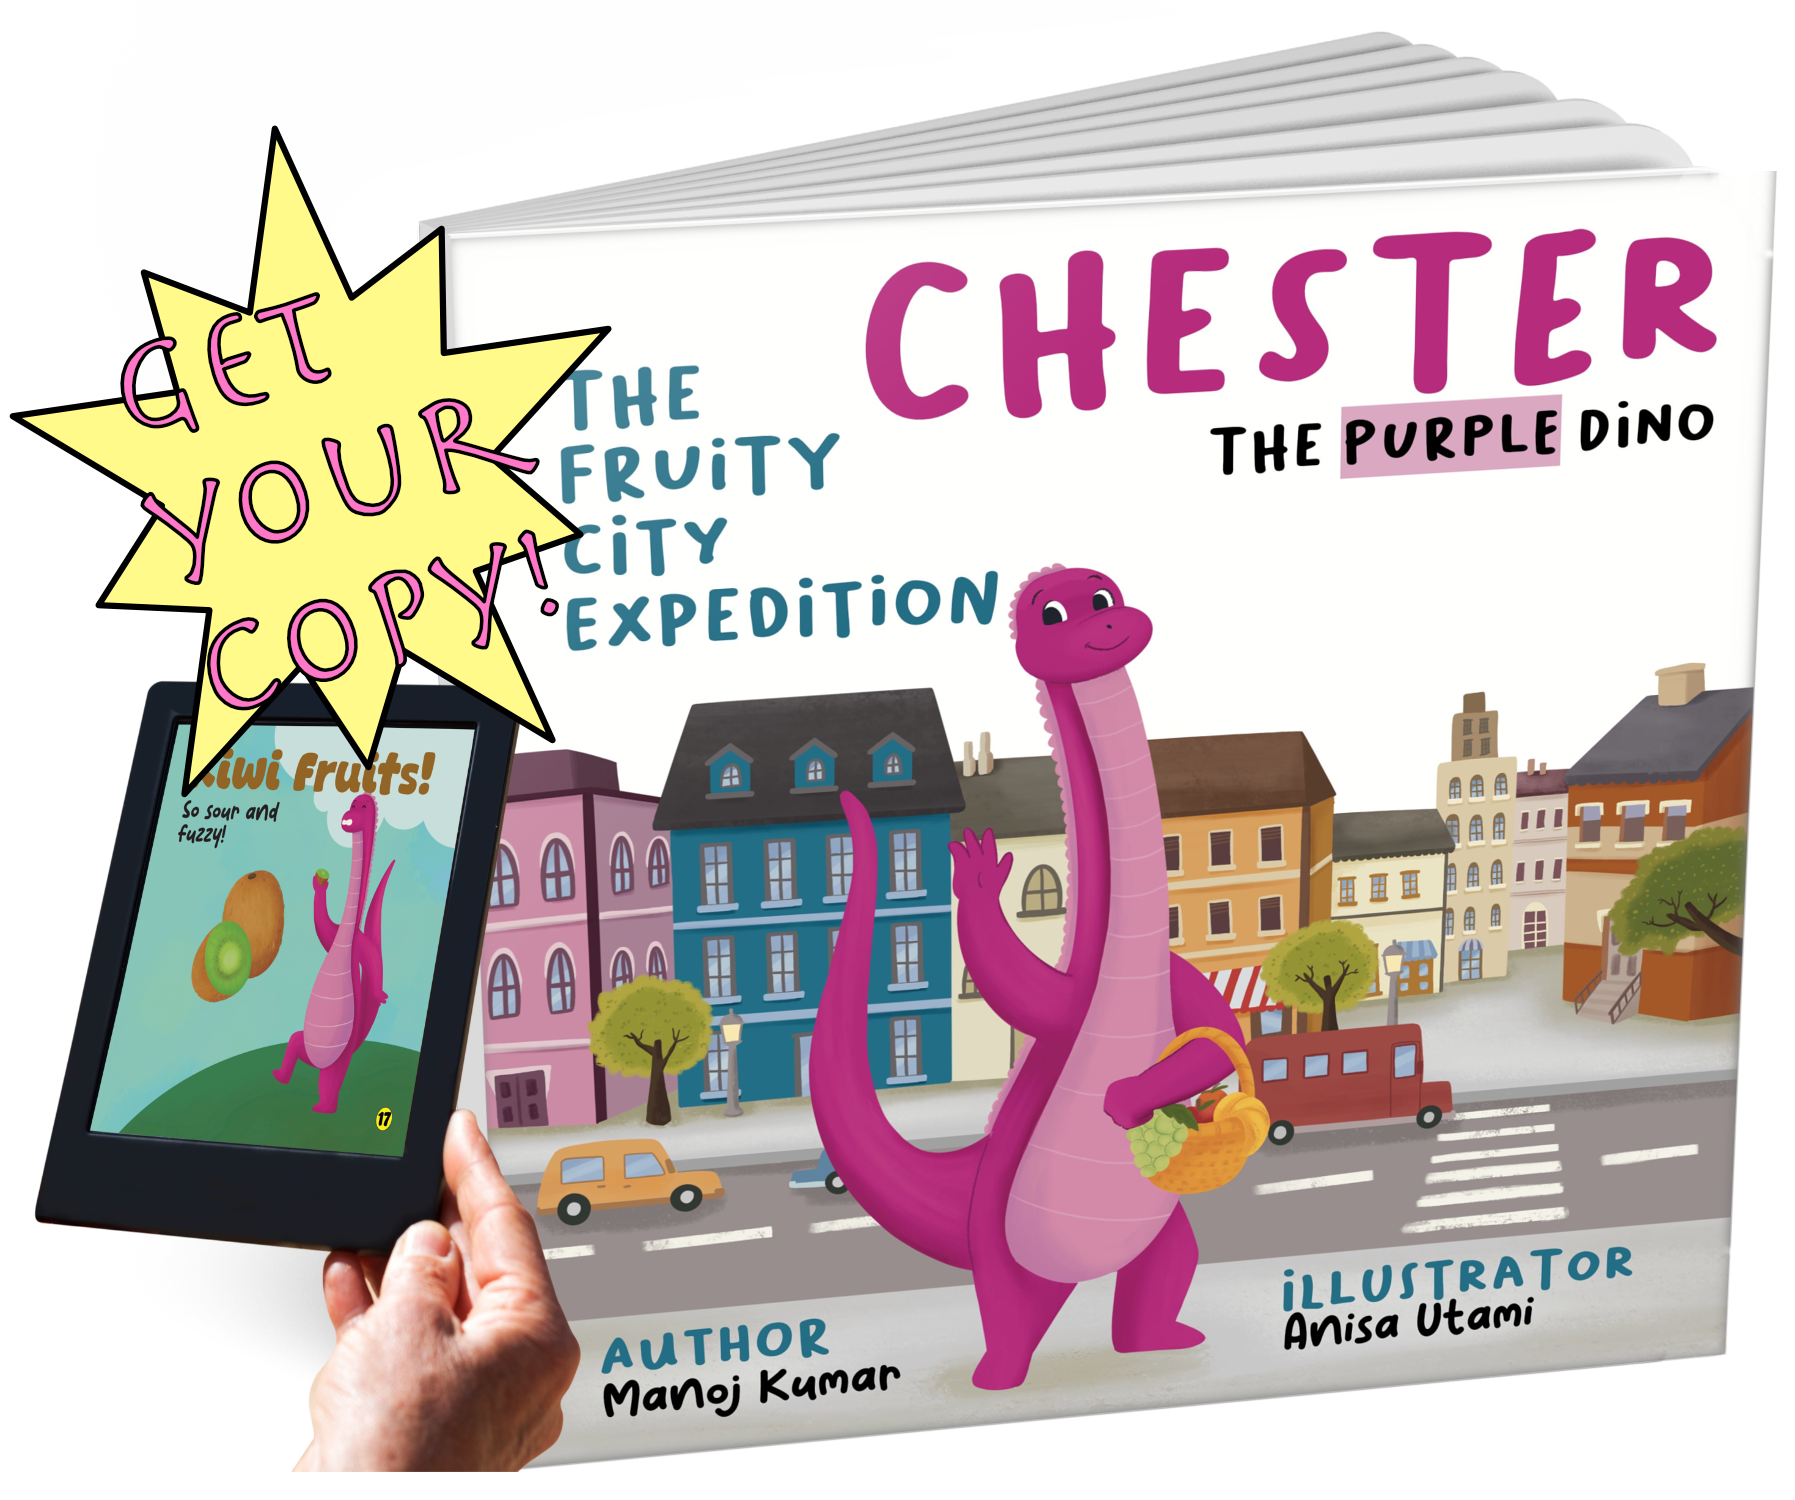 GET
YOUR
COPY!
CHESTER
THE PURPLE DiNO
THE
FRUiTY
CiTY
EXPEDiTiON
Kiwi Fruits!
So sour and
fuzzy!
17
AUTHOR
Manoj Kumar
iLLUSTRATOR
Anisa Utami